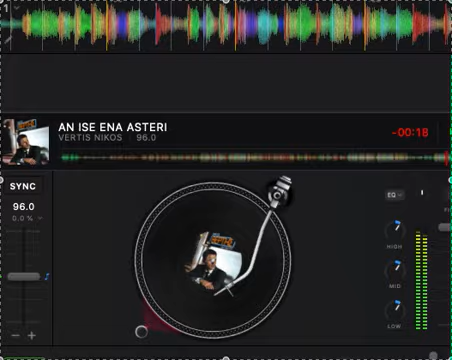 AN ISE ENA ASTERI
VERTIS NIKOS 96.0
-00:18
SYNC
96.0
0.0 %
EQ
HIGH
MID
LOW